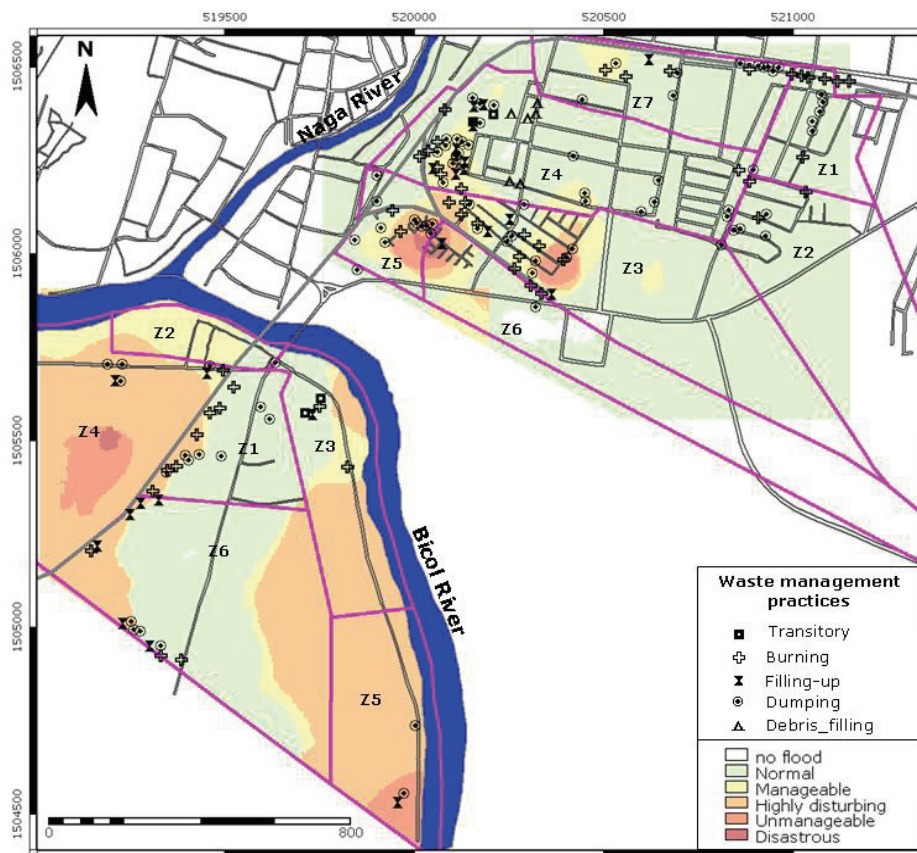 519500
520000
520500
521000
1506500
1506000
1505500
1505000
1504500
N
Naga River
Z7
Z1
Z4
Z2
Z3
Z5
Z6
Z2
Z4
Z1
Z3
Z6
Z5
Bicol River
0
800
Waste management
practices
Transitory
Burning
Filling-up
Dumping
Debris_filling
no flood
Normal
Manageable
Highly disturbing
Unmanageable
Disastrous